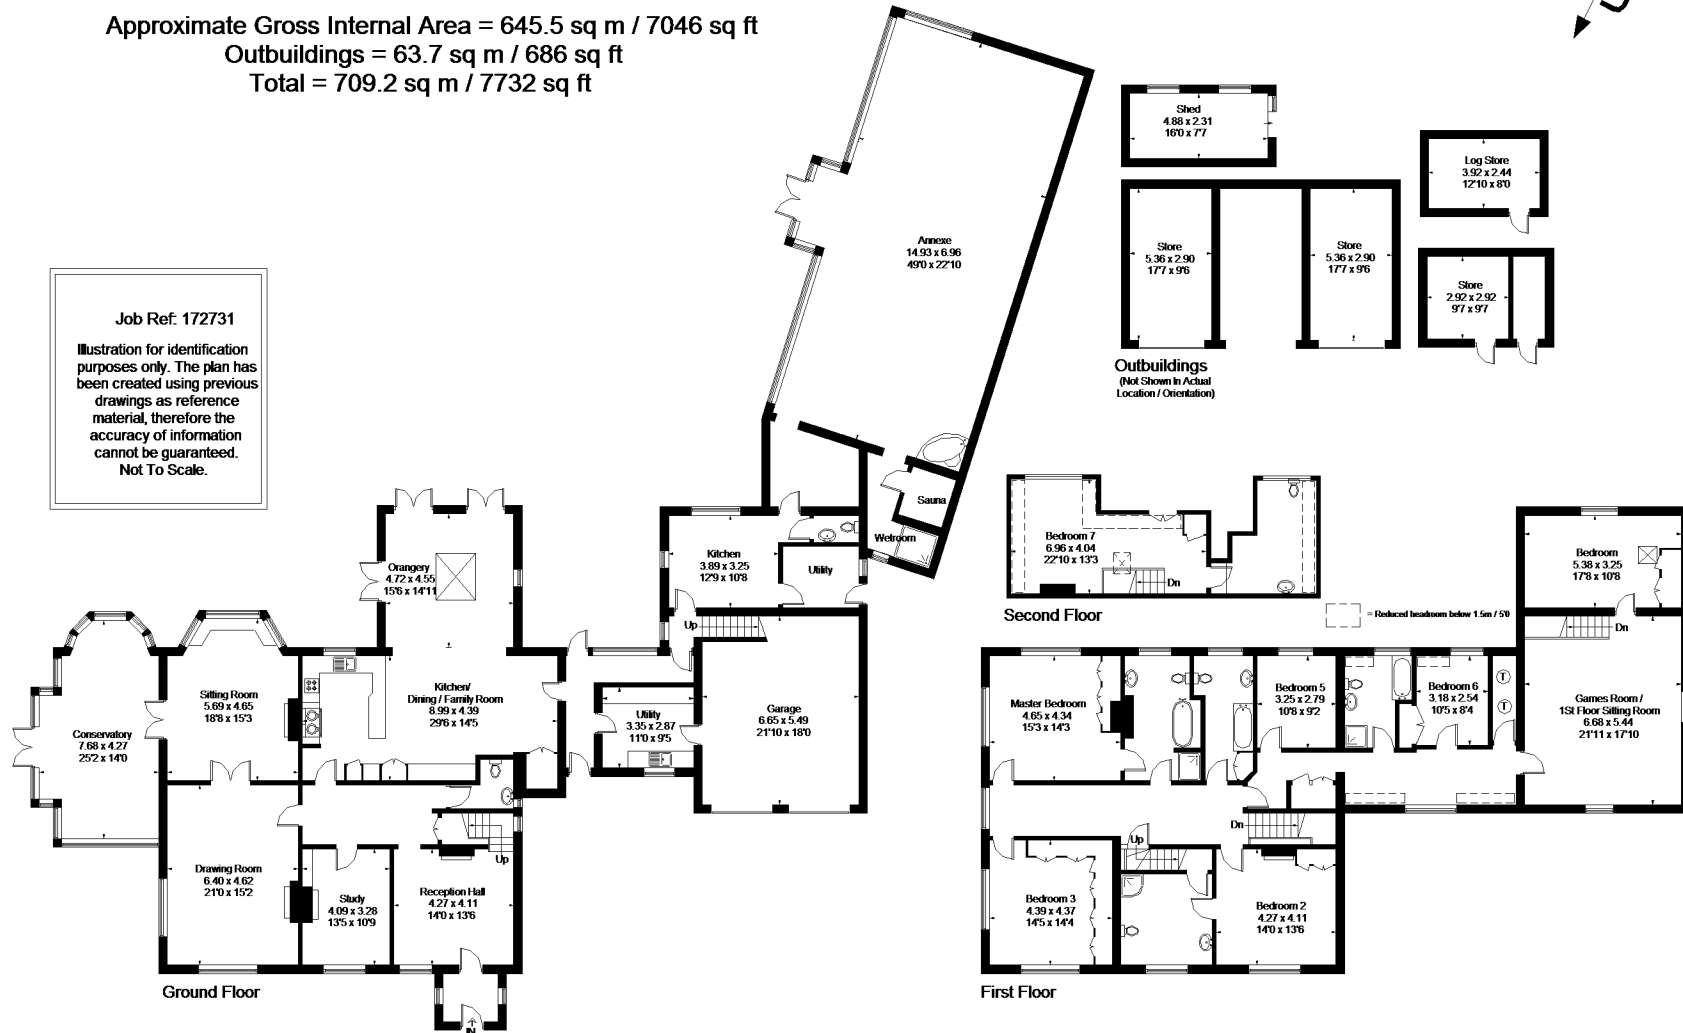 Approximate Gross Internal Area = 645.5 sq m / 7046 sq ft
Outbuildings = 63.7 sq m / 686 sq ft
Total = 709.2 sq m / 7732 sq ft
Job Ref: 172731
Illustration for identification
purposes only. The plan has
been created using previous
drawings as reference
material, therefore the
accuracy of information
cannot be guaranteed.
Not To Scale.
Annexe
14.93 x 6.96
49'0 x 22'10
Sauna
Wetroom
Kitchen
3.89 x 3.25
12'9 x 10'8
Utility
Up
Orangery
4.72 x 4.55
15'6 x 14'11
Sitting Room
5.69 x 4.65
18'8 x 15'3
Kitchen/
Dining / Family Room
8.99 x 4.39
29'6 x 14'5
Conservatory
7.68 x 4.27
25'2 x 14'0
Utility
3.35 x 2.87
11'0 x 9'5
Garage
6.65 x 5.49
21'10 x 18'0
Drawing Room
6.40 x 4.62
21'0 x 15'2
Study
4.09 x 3.28
13'5 x 10'9
Reception Hall
4.27 x 4.11
14'0 x 13'6
Up
IN
Ground Floor
Shed
4.88 x 2.31
16'0 x 7'7
Log Store
3.92 x 2.44
12'10 x 8'0
Store
5.36 x 2.90
17'7 x 9'6
Store
5.36 x 2.90
17'7 x 9'6
Store
2.92 x 2.92
9'7 x 9'7
Outbuildings
(Not Shown In Actual
Location / Orientation)
Bedroom 7
6.96 x 4.04
22'10 x 13'3
Dn
Second Floor
= Reduced headroom below 1.5m / 5'0
Bedroom
5.38 x 3.25
17'8 x 10'8
Dn
Master Bedroom
4.65 x 4.34
15'3 x 14'3
Bedroom 5
3.25 x 2.79
10'8 x 9'2
Bedroom 6
3.18 x 2.54
10'5 x 8'4
T
T
Games Room /
1St Floor Sitting Room
6.68 x 5.44
21'11 x 17'10
Up
Dn
Bedroom 3
4.39 x 4.37
14'5 x 14'4
Bedroom 2
4.27 x 4.11
14'0 x 13'6
First Floor